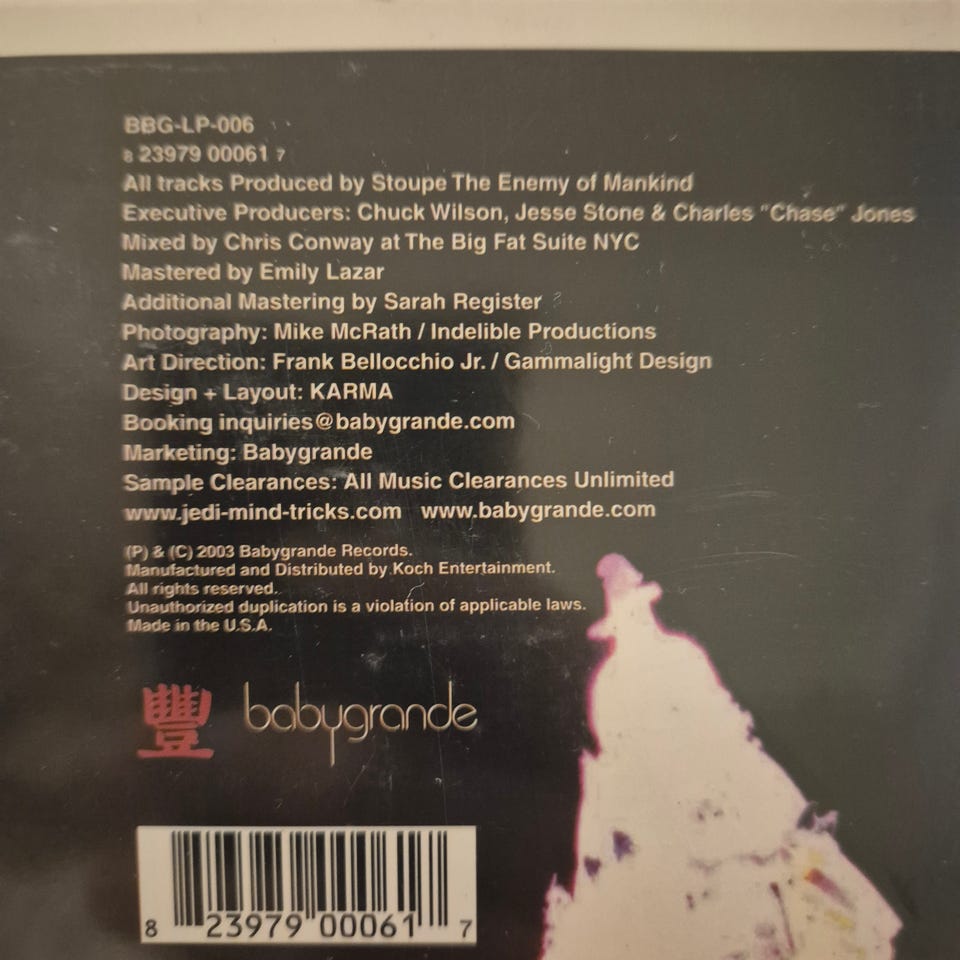 BBG-LP-006
8 23979 00061 7
All tracks Produced by Stoupe The Enemy of Mankind
Executive Producers: Chuck Wilson, Jesse Stone & Charles "Chase" Jones
Mixed by Chris Conway at The Big Fat Suite NYC
Mastered by Emily Lazar
Additional Mastering by Sarah Register
Photography: Mike McRath / Indelible Productions
Art Direction: Frank Bellocchio Jr. / Gammalight Design
Design + Layout: KARMA
Booking inquiries@babygrande.com
Marketing: Babygrande
Sample Clearances: All Music Clearances Unlimited
www.jedi-mind-tricks.com www.babygrande.com
(P) & (C) 2003 Babygrande Records.
Manufactured and Distributed by Koch Entertainment.
All rights reserved.
Unauthorized duplication is a violation of applicable laws.
Made in the U.S.A.
豐 babygrande
8 23979 00061 7